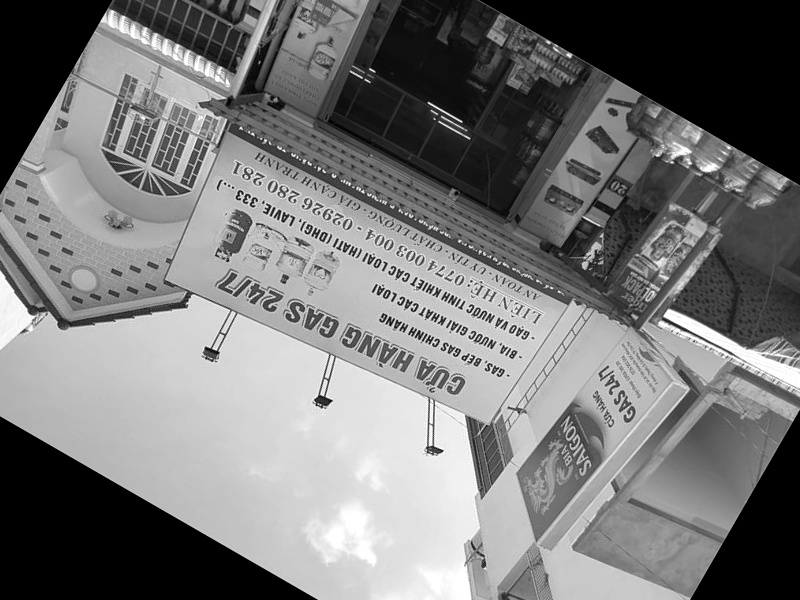 CỬA HÀNG GAS 24/7
- GAS, BẾP GAS CHÍNH HÃNG
- BIA, NƯỚC GIẢI KHÁT CÁC LOẠI
- GẠO VÀ NƯỚC TINH KHIẾT CÁC LOẠI (HẠT (DHG), LAVIE, 333 ...)
LIÊN HỆ: 0774 003 004 - 02926 280 281
AN TOÀN - UY TÍN - CHẤT LƯỢNG - GIÁ CẠNH TRANH
BIA
SAIGON
CỬA HÀNG
GAS 24/7